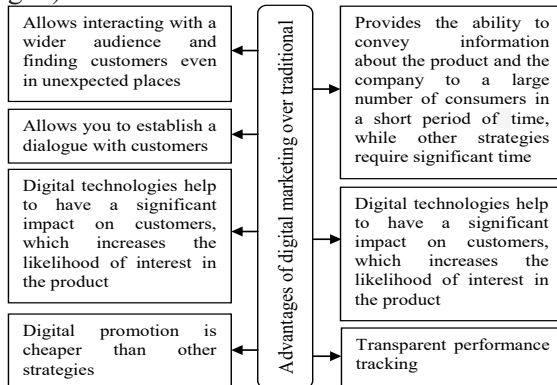 Allows interacting with a
wider audience and
finding customers even
in unexpected places
Allows you to establish a
dialogue with customers
Digital technologies help
to have a significant
impact on customers,
which increases the
likelihood of interest in
the product
Digital promotion is
cheaper than other
strategies
Advantages of digital marketing over traditional
Provides the ability to
convey information
about the product and the
company to a large
number of consumers in
a short period of time,
while other strategies
require significant time
Digital technologies help
to have a significant
impact on customers,
which increases the
likelihood of interest in
the product
Transparent performance
tracking